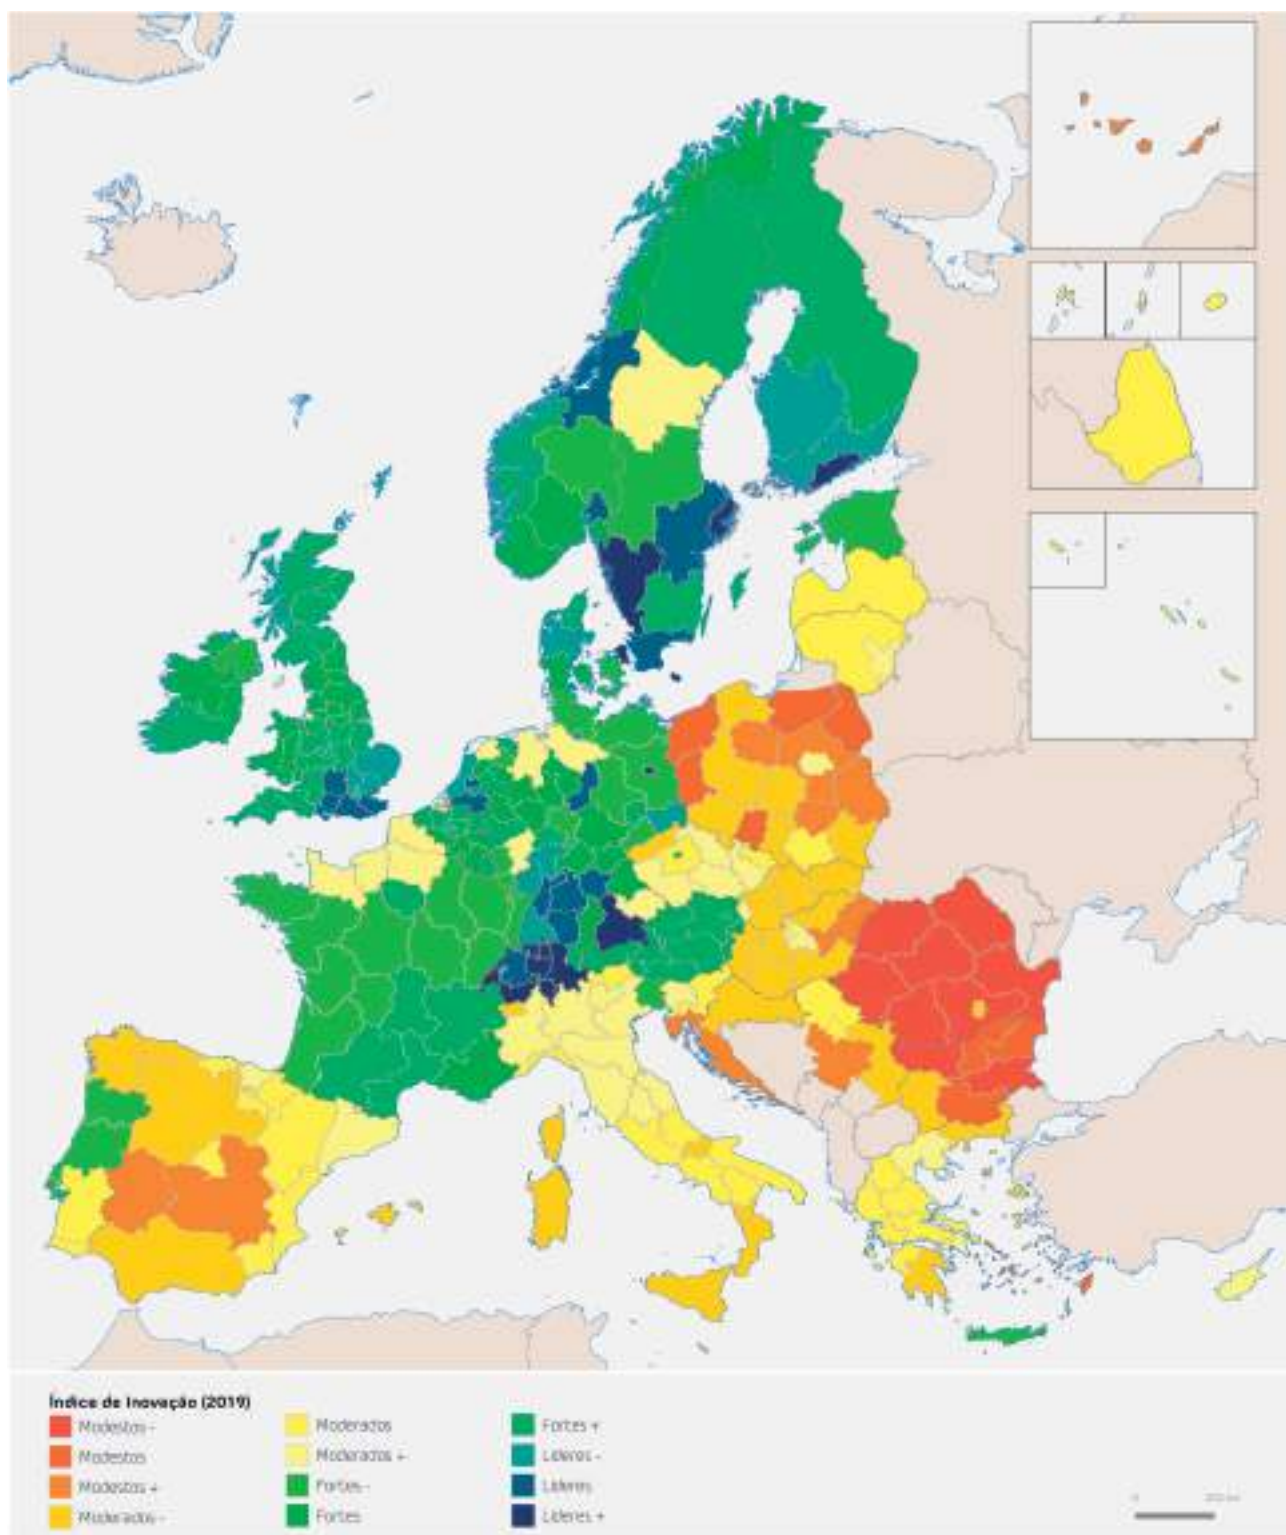 Índice de Inovação (2019)
Modestos -
Modestos
Modestos +
Moderados -
Moderados
Moderados +
Fortes -
Fortes
Fortes +
Líderes -
Líderes
Líderes +